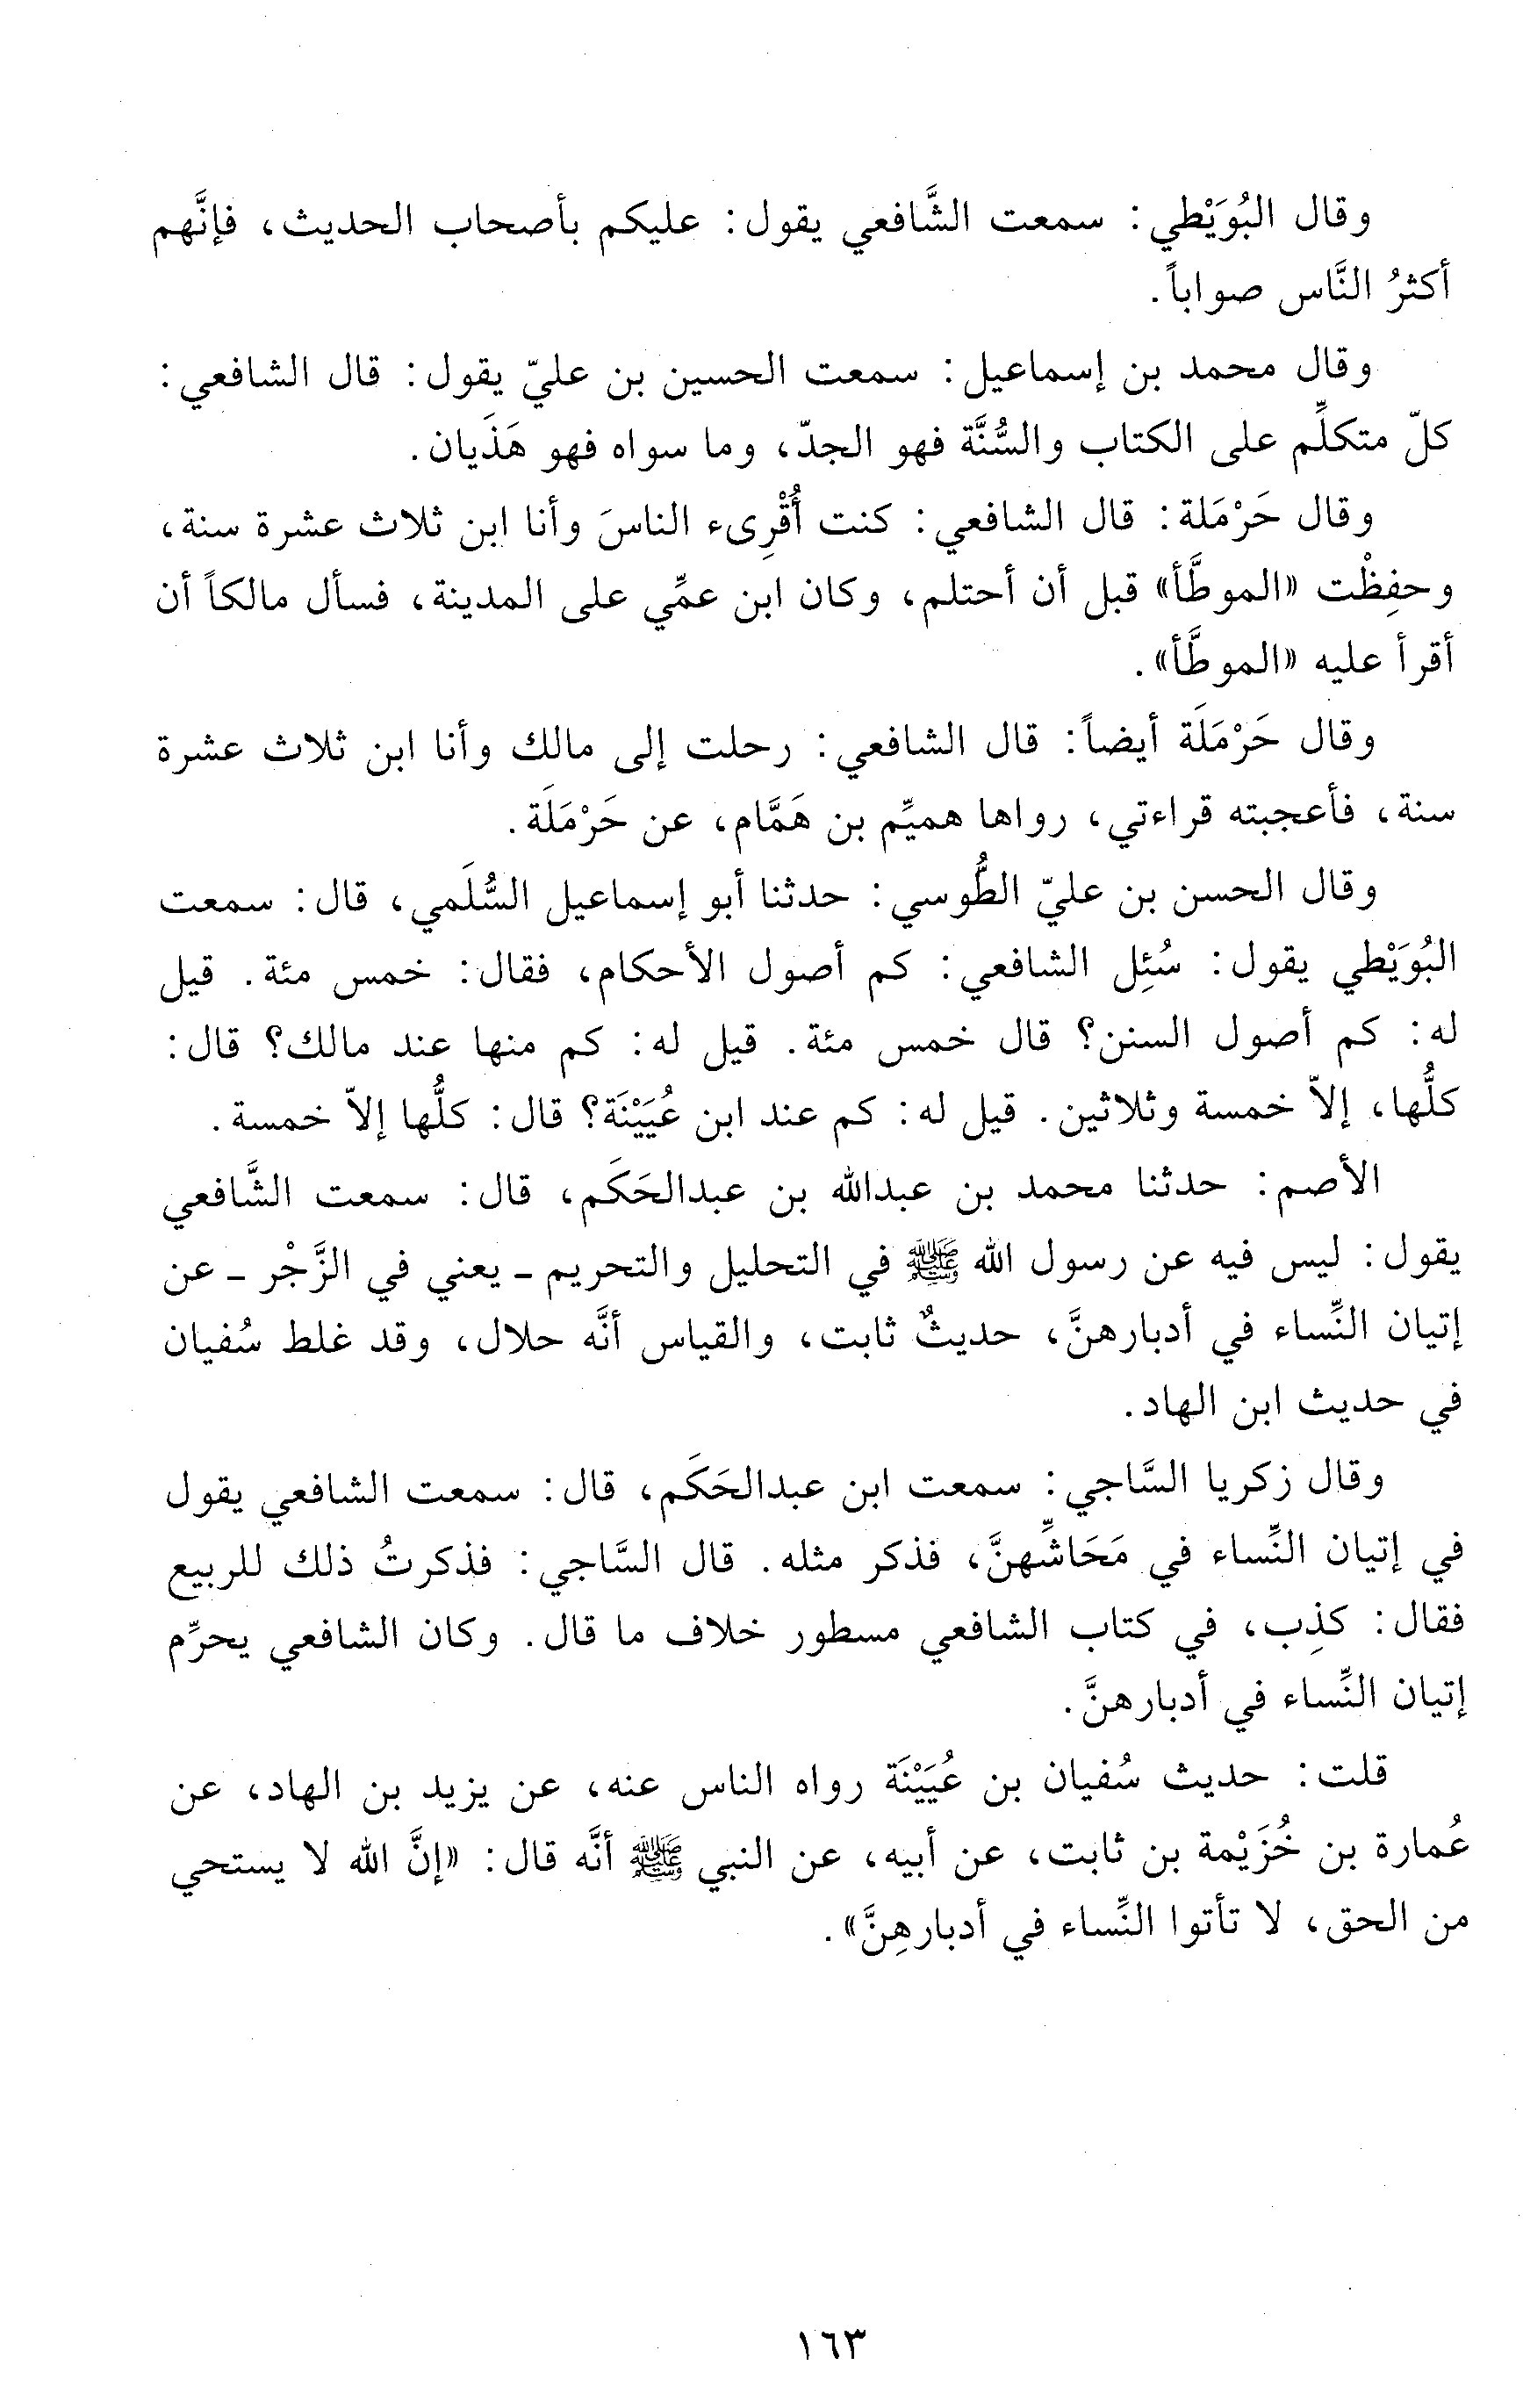 وقال البُوَيْطي: سمعت الشَّافعي يقول: عليكم بأصحاب الحديث، فإنَّهم
أكثرُ النَّاس صواباً.
وقال محمد بن إسماعيل: سمعت الحسين بن عليّ يقول: قال الشافعي:
كلّ متكلِّم على الكتاب والسُّنَّة فهو الجدّ، وما سواه فهو هَذَيان.
وقال حَرْمَلة: قال الشافعي: كنت أُقْرِىء الناسَ وأنا ابن ثلاث عشرة سنة،
وحفِظْت «الموطَّأ» قبل أن أحتلم، وكان ابن عمِّي على المدينة، فسأل مالكاً أن
أقرأ عليه «الموطَّأ».
وقال حَرْمَلَة أيضاً: قال الشافعي: رحلت إلى مالك وأنا ابن ثلاث عشرة
سنة، فأعجبته قراءتي، رواها هميِّم بن هَمَّام، عن حَرْمَلَة.
وقال الحسن بن عليّ الطُّوسي: حدثنا أبو إسماعيل السُّلَمي، قال: سمعت
البُوَيْطي يقول: سُئِل الشافعي: كم أصول الأحكام، فقال: خمس مئة. قيل
له: كم أصول السنن؟ قال خمس مئة. قيل له: كم منها عند مالك؟ قال:
كلُّها، إلاّ خمسة وثلاثين. قيل له: كم عند ابن عُيَيْنَة؟ قال: كلُّها إلاّ خمسة.
الأصم: حدثنا محمد بن عبدالله بن عبدالحَكَم، قال: سمعت الشَّافعي
يقول: ليس فيه عن رسول الله ﷺ في التحليل والتحريم ـ يعني في الزَّجْر ـ عن
إتيان النِّساء في أدبارهنَّ، حديثٌ ثابت، والقياس أنَّه حلال، وقد غلط سُفيان
في حديث ابن الهاد.
وقال زكريا السَّاجي: سمعت ابن عبدالحَكَم، قال: سمعت الشافعي يقول
في إتيان النِّساء في مَحَاشِّهنَّ، فذكر مثله. قال السَّاجي: فذكرتُ ذلك للربيع
فقال: كذِب، في كتاب الشافعي مسطور خلاف ما قال. وكان الشافعي يحرِّم
إتيان النِّساء في أدبارهنَّ.
قلت: حديث سُفيان بن عُيَيْنَة رواه الناس عنه، عن يزيد بن الهاد، عن
عُمارة بن خُزَيْمة بن ثابت، عن أبيه، عن النبي ﷺ أنَّه قال: «إنَّ الله لا يستحي
من الحق، لا تأتوا النِّساء في أدبارهِنَّ».
١٦٣